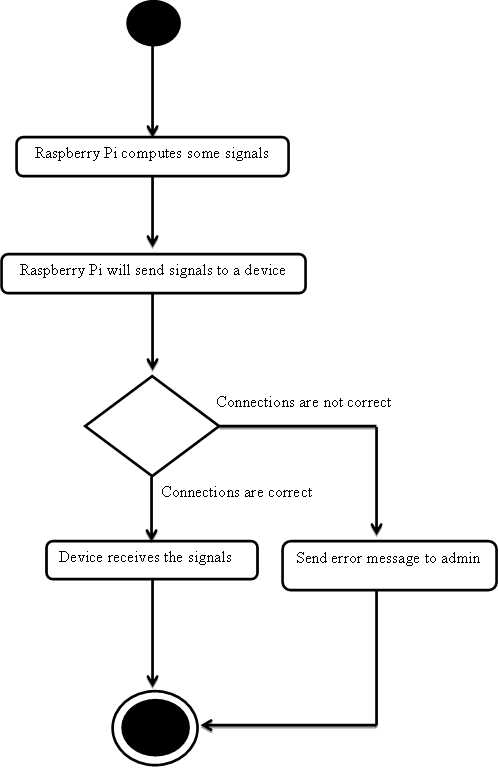 Raspberry Pi computes some signals
Raspberry Pi will send signals to a device
Connections are not correct
Connections are correct
Device receives the signals
Send error message to admin